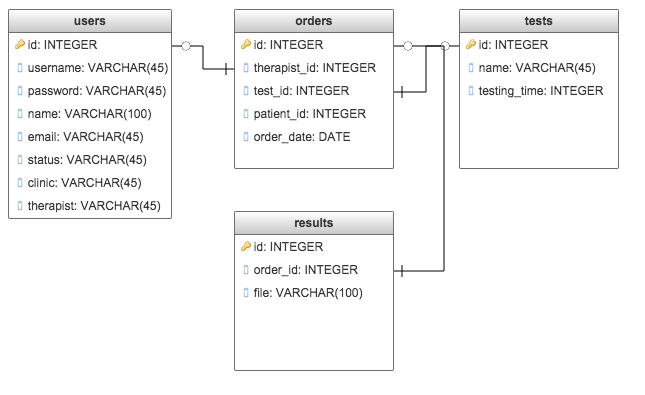 users
id: INTEGER
username: VARCHAR(45)
password: VARCHAR(45)
name: VARCHAR(100)
email: VARCHAR(45)
status: VARCHAR(45)
clinic: VARCHAR(45)
therapist: VARCHAR(45)
orders
id: INTEGER
therapist_id: INTEGER
test_id: INTEGER
patient_id: INTEGER
order_date: DATE
tests
id: INTEGER
name: VARCHAR(45)
testing_time: INTEGER
results
id: INTEGER
order_id: INTEGER
file: VARCHAR(100)